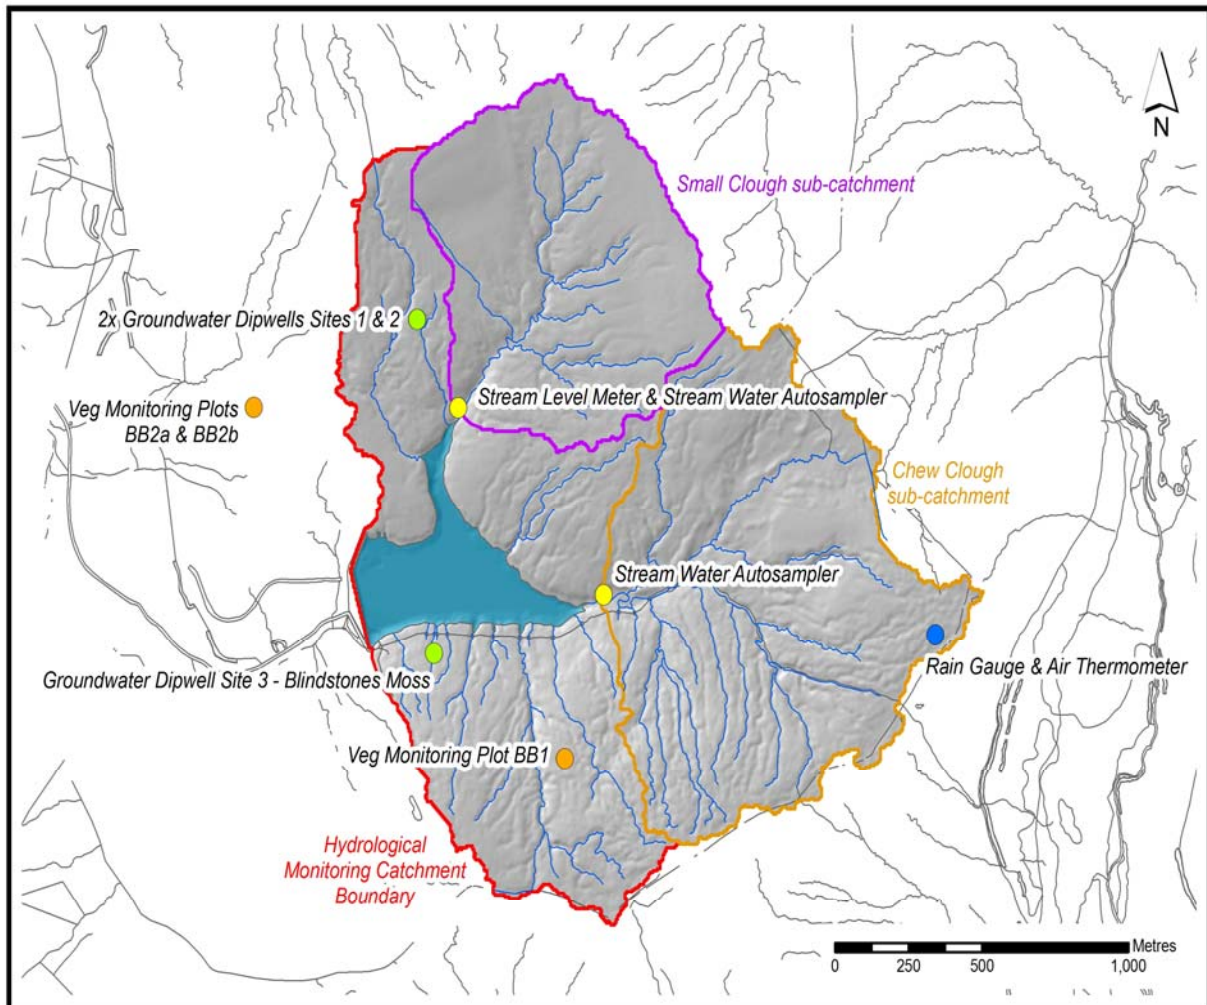 N
Small Clough sub-catchment
2x Groundwater Dipwells Sites 1 & 2
Veg Monitoring Plots
BB2a & BB2b
Stream Level Meter & Stream Water Autosampler
Chew Clough
sub-catchment
Stream Water Autosampler
Rain Gauge & Air Thermometer
Groundwater Dipwell Site 3 - Blindstones Moss
Veg Monitoring Plot BB1
Hydrological
Monitoring Catchment
Boundary
Metres
0 250 500 1,000